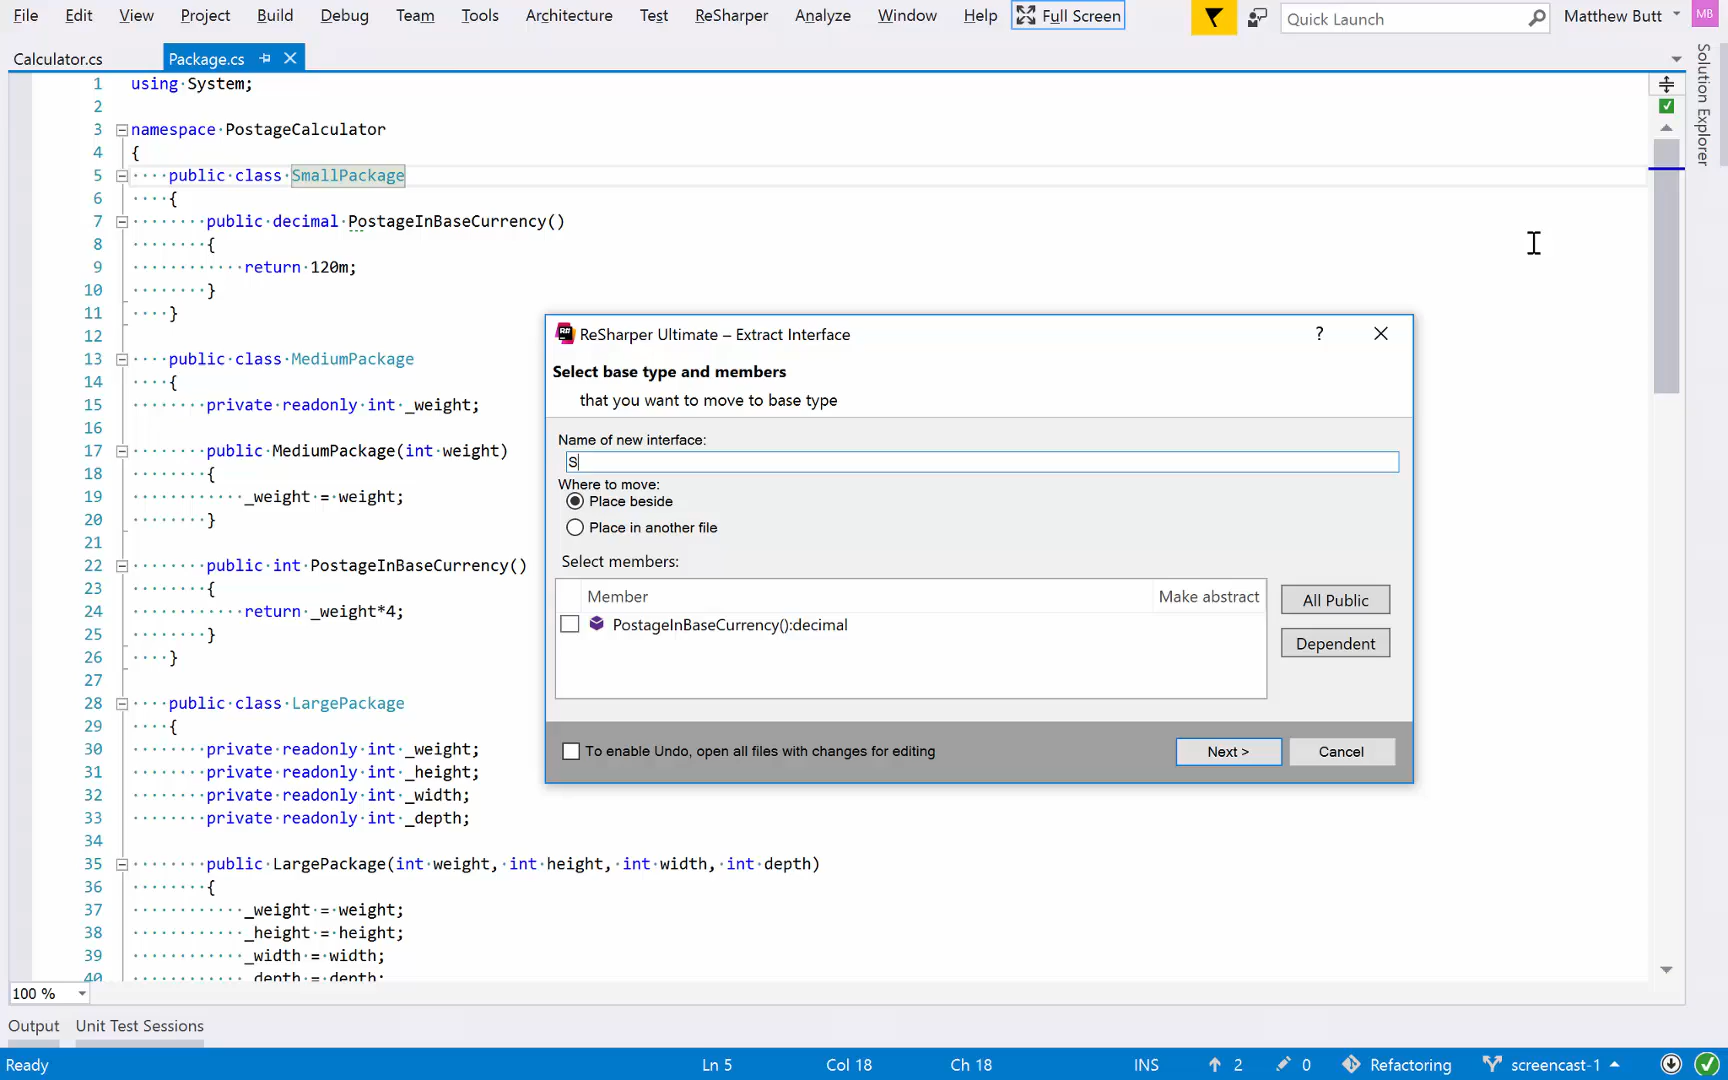 File Edit View Project Build Debug Team Tools Architecture Test ReSharper Analyze Window Help Full Screen Quick Launch Matthew Butt MB
Calculator.cs Package.cs
Solution Explorer
1 using System;
2
3 namespace PostageCalculator
4 {
5 public class SmallPackage
6 {
7 public decimal PostageInBaseCurrency()
8 {
9 return 120m;
10 }
11 }
12
13 public class MediumPackage
14 {
15 private readonly int _weight;
16
17 public MediumPackage(int weight)
18 {
19 _weight = weight;
20 }
21
22 public int PostageInBaseCurrency()
23 {
24 return _weight*4;
25 }
26 }
27
28 public class LargePackage
29 {
30 private readonly int _weight;
31 private readonly int _height;
32 private readonly int _width;
33 private readonly int _depth;
34
35 public LargePackage(int weight, int height, int width, int depth)
36 {
37 _weight = weight;
38 _height = height;
39 _width = width;
40 _depth = depth;
ReSharper Ultimate – Extract Interface ?
Select base type and members
that you want to move to base type
Name of new interface:
S
Where to move:
Place beside
Place in another file
Select members:
Member Make abstract
PostageInBaseCurrency():decimal
All Public
Dependent
To enable Undo, open all files with changes for editing
Next > Cancel
100 %
Output Unit Test Sessions
Ready Ln 5 Col 18 Ch 18 INS 2 0 Refactoring screencast-1